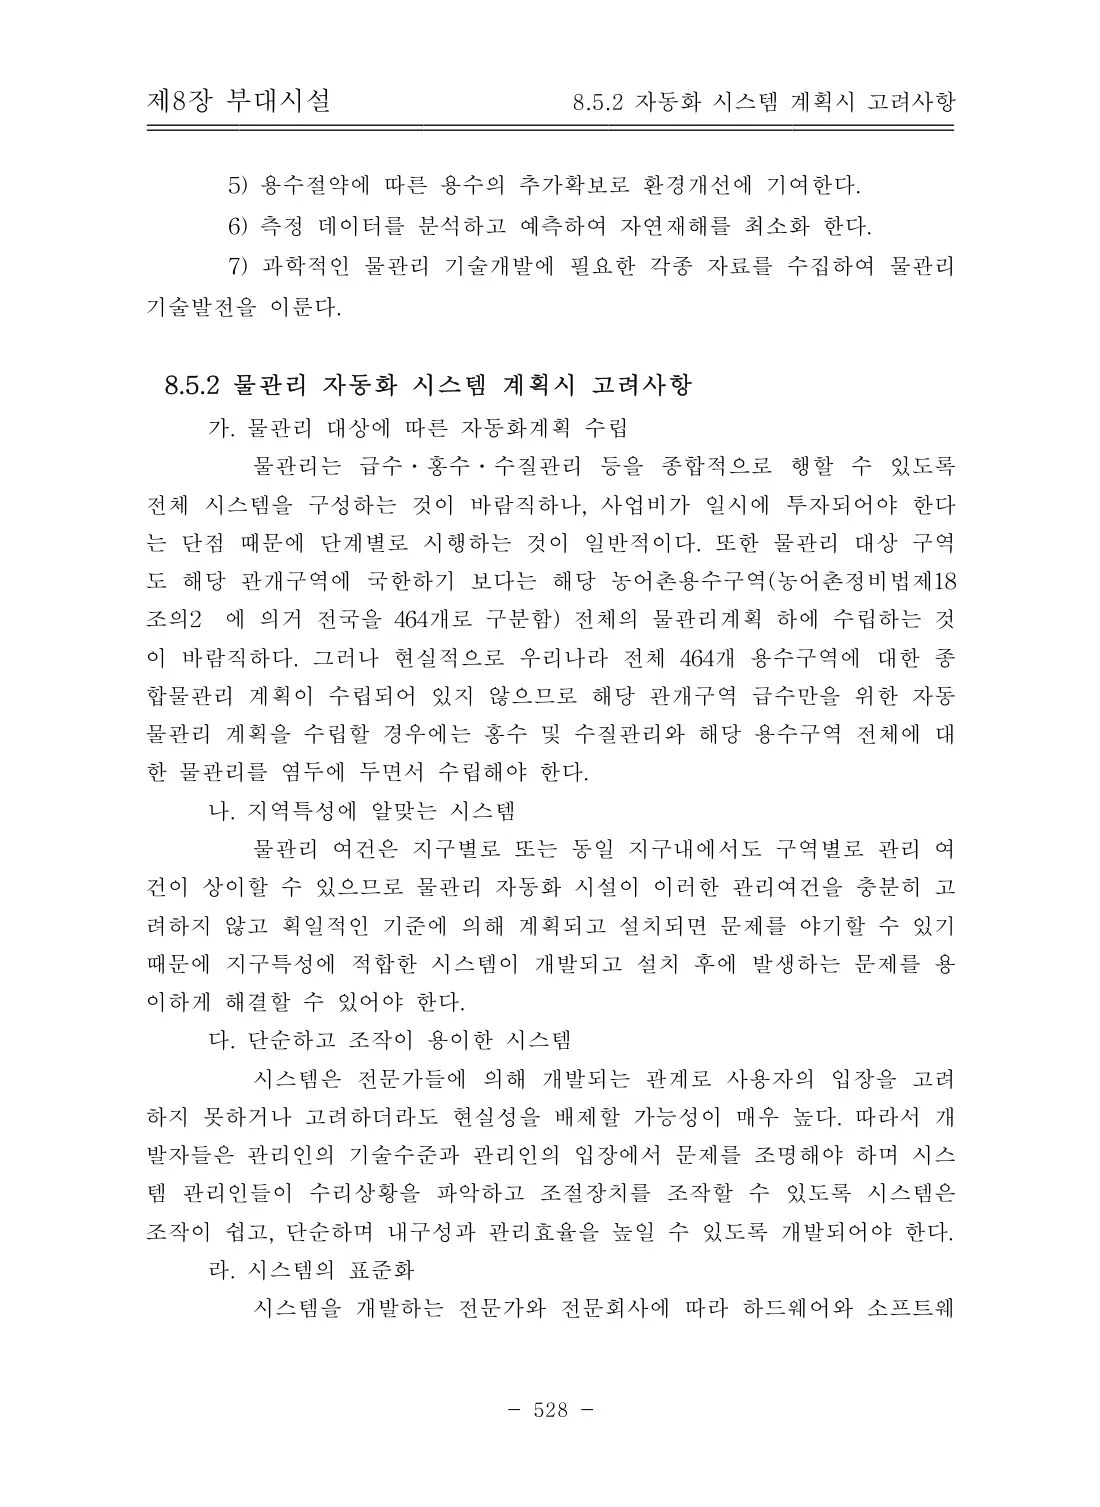 제8장 부대시설
8.5.2 자동화 시스템 계획시 고려사항
5) 용수절약에 따른 용수의 추가확보로 환경개선에 기여한다.
6) 측정 데이터를 분석하고 예측하여 자연재해를 최소화 한다.
7) 과학적인 물관리 기술개발에 필요한 각종 자료를 수집하여 물관리
기술발전을 이룬다.
8.5.2 물관리 자동화 시스템 계획시 고려사항
가. 물관리 대상에 따른 자동화계획 수립
물관리는 급수·홍수·수질관리 등을 종합적으로 행할 수 있도록
전체 시스템을 구성하는 것이 바람직하나, 사업비가 일시에 투자되어야 한다
는 단점 때문에 단계별로 시행하는 것이 일반적이다. 또한 물관리 대상 구역
도 해당 관개구역에 국한하기 보다는 해당 농어촌용수구역(농어촌정비법제18
조의2 에 의거 전국을 464개로 구분함) 전체의 물관리계획 하에 수립하는 것
이 바람직하다. 그러나 현실적으로 우리나라 전체 464개 용수구역에 대한 종
합물관리 계획이 수립되어 있지 않으므로 해당 관개구역 급수만을 위한 자동
물관리 계획을 수립할 경우에는 홍수 및 수질관리와 해당 용수구역 전체에 대
한 물관리를 염두에 두면서 수립해야 한다.
나. 지역특성에 알맞는 시스템
물관리 여건은 지구별로 또는 동일 지구내에서도 구역별로 관리 여
건이 상이할 수 있으므로 물관리 자동화 시설이 이러한 관리여건을 충분히 고
려하지 않고 획일적인 기준에 의해 계획되고 설치되면 문제를 야기할 수 있기
때문에 지구특성에 적합한 시스템이 개발되고 설치 후에 발생하는 문제를 용
이하게 해결할 수 있어야 한다.
다. 단순하고 조작이 용이한 시스템
시스템은 전문가들에 의해 개발되는 관계로 사용자의 입장을 고려
하지 못하거나 고려하더라도 현실성을 배제할 가능성이 매우 높다. 따라서 개
발자들은 관리인의 기술수준과 관리인의 입장에서 문제를 조명해야 하며 시스
템 관리인들이 수리상황을 파악하고 조절장치를 조작할 수 있도록 시스템은
조작이 쉽고, 단순하며 내구성과 관리효율을 높일 수 있도록 개발되어야 한다.
라. 시스템의 표준화
시스템을 개발하는 전문가와 전문회사에 따라 하드웨어와 소프트웨
- 528 -